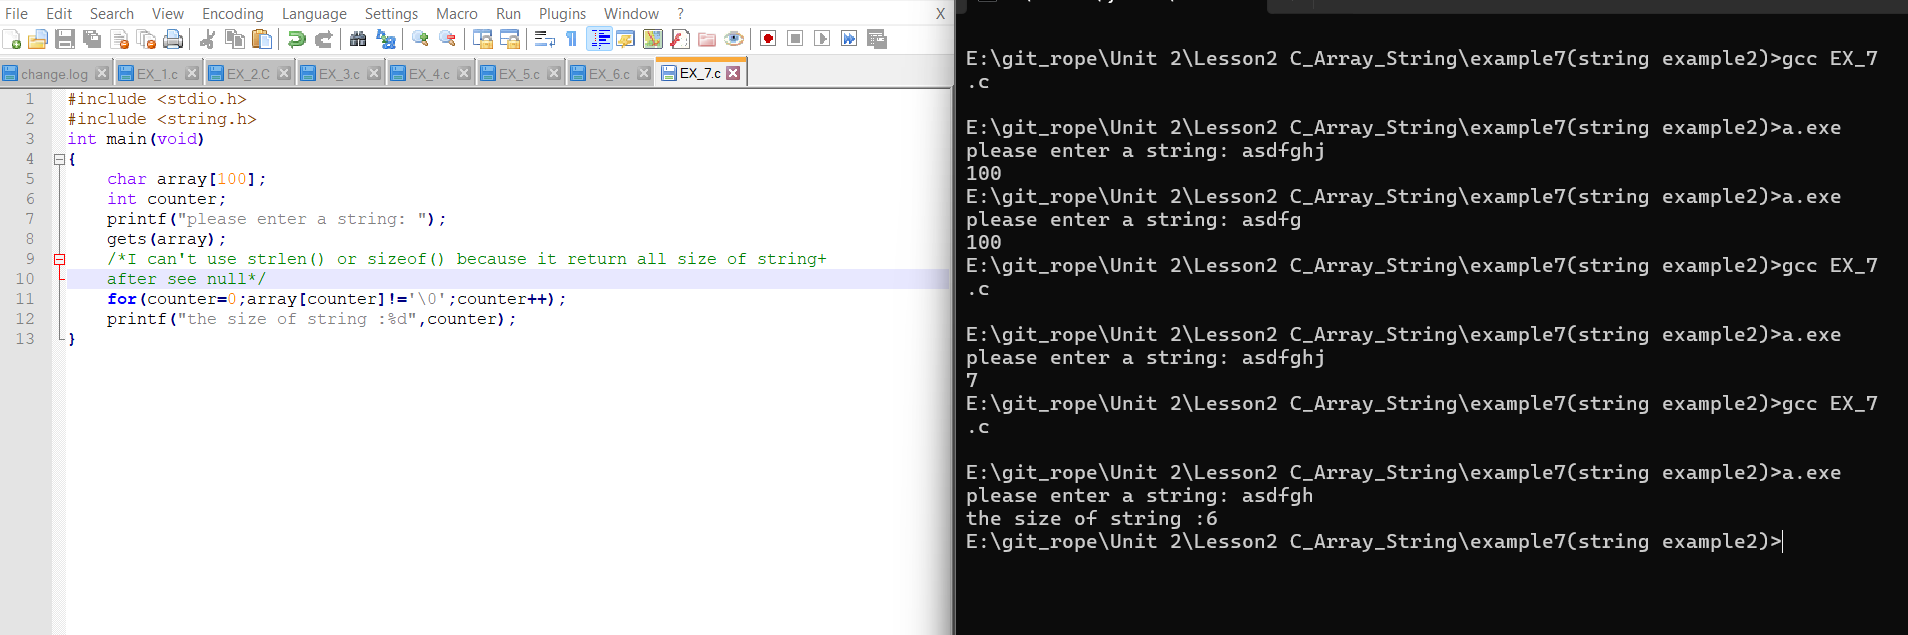 File Edit Search View Encoding Language Settings Macro Run Plugins Window ? X
change.log EX_1.c EX_2.C EX_3.c EX_4.c EX_5.c EX_6.c EX_7.c
1 #include <stdio.h>
2 #include <string.h>
3 int main(void)
4 {
5 char array[100];
6 int counter;
7 printf("please enter a string: ");
8 gets(array);
9 /*I can't use strlen() or sizeof() because it return all size of string+
10 after see null*/
11 for(counter=0;array[counter]!='\0';counter++);
12 printf("the size of string :%d",counter);
13 }
E:\git_rope\Unit 2\Lesson2 C_Array_String\example7(string example2)>gcc EX_7
.c
E:\git_rope\Unit 2\Lesson2 C_Array_String\example7(string example2)>a.exe
please enter a string: asdfghj
100
E:\git_rope\Unit 2\Lesson2 C_Array_String\example7(string example2)>a.exe
please enter a string: asdfg
100
E:\git_rope\Unit 2\Lesson2 C_Array_String\example7(string example2)>gcc EX_7
.c
E:\git_rope\Unit 2\Lesson2 C_Array_String\example7(string example2)>a.exe
please enter a string: asdfghj
7
E:\git_rope\Unit 2\Lesson2 C_Array_String\example7(string example2)>gcc EX_7
.c
E:\git_rope\Unit 2\Lesson2 C_Array_String\example7(string example2)>a.exe
please enter a string: asdfgh
the size of string :6
E:\git_rope\Unit 2\Lesson2 C_Array_String\example7(string example2)>